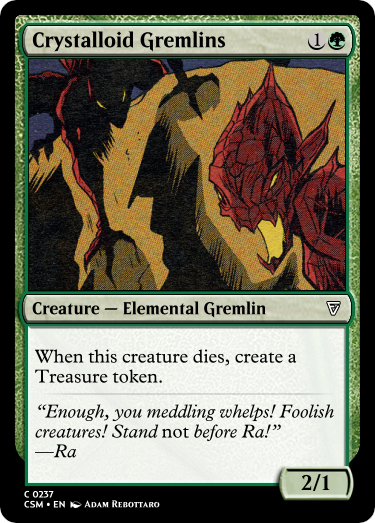 Crystalloid Gremlins 1
Creature — Elemental Gremlin
When this creature dies, create a
Treasure token.
“Enough, you meddling whelps! Foolish
creatures! Stand not before Ra!”
—Ra
2/1
C 0237
CSM • EN Adam Rebottaro